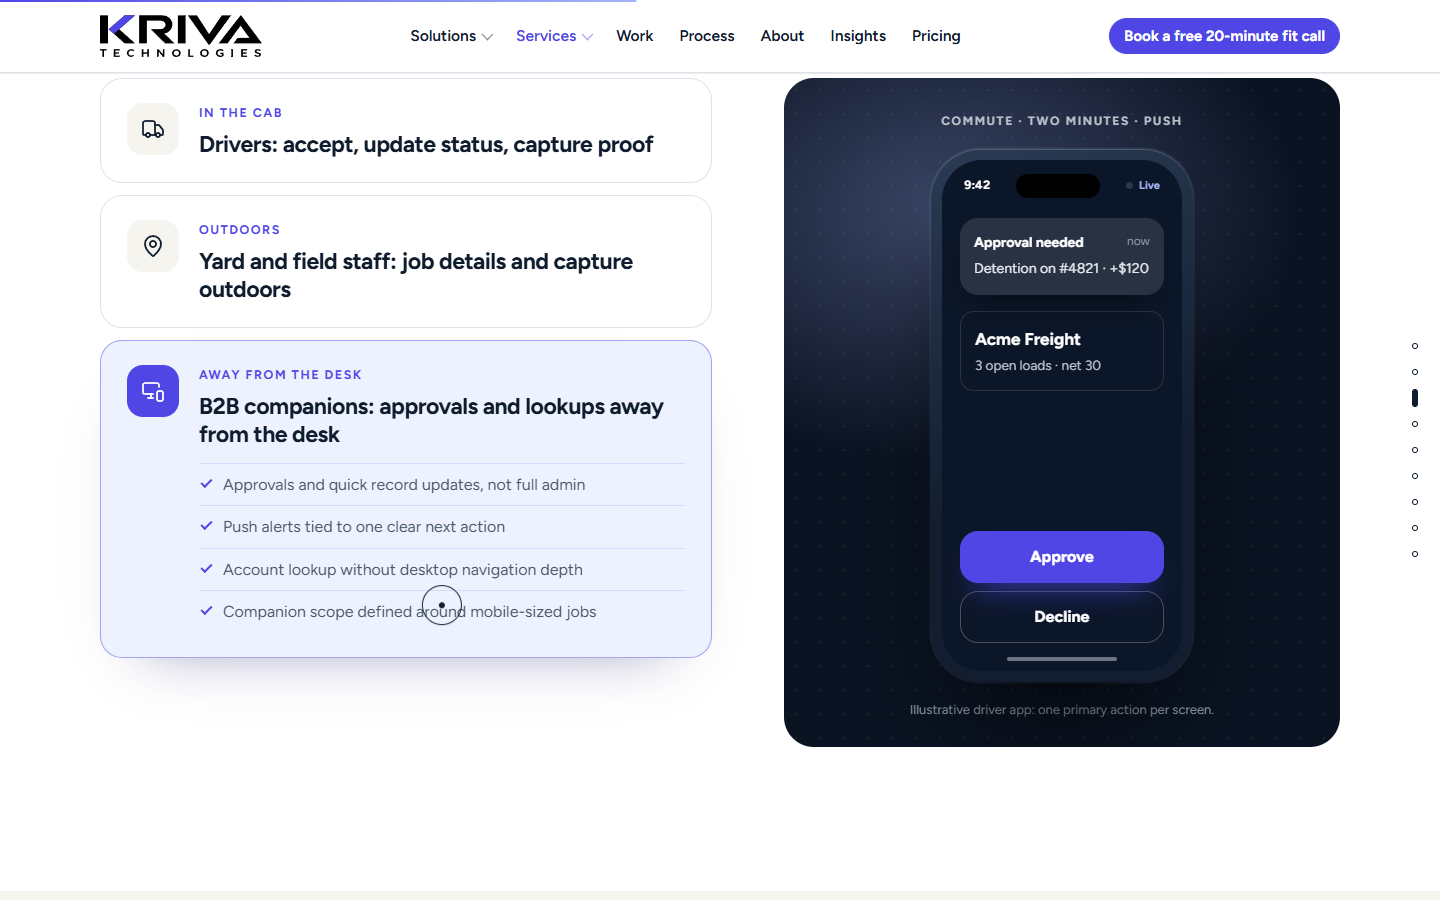 KRIVA
TECHNOLOGIES
Solutions
Services
Work
Process
About
Insights
Pricing
Book a free 20-minute fit call
IN THE CAB
Drivers: accept, update status, capture proof
OUTDOORS
Yard and field staff: job details and capture
outdoors
AWAY FROM THE DESK
B2B companions: approvals and lookups away
from the desk
Approvals and quick record updates, not full admin
Push alerts tied to one clear next action
Account lookup without desktop navigation depth
Companion scope defined around mobile-sized jobs
COMMUTE · TWO MINUTES · PUSH
9:42
Live
Approval needed
now
Detention on #4821 · +$120
Acme Freight
3 open loads · net 30
Approve
Decline
Illustrative driver app: one primary action per screen.